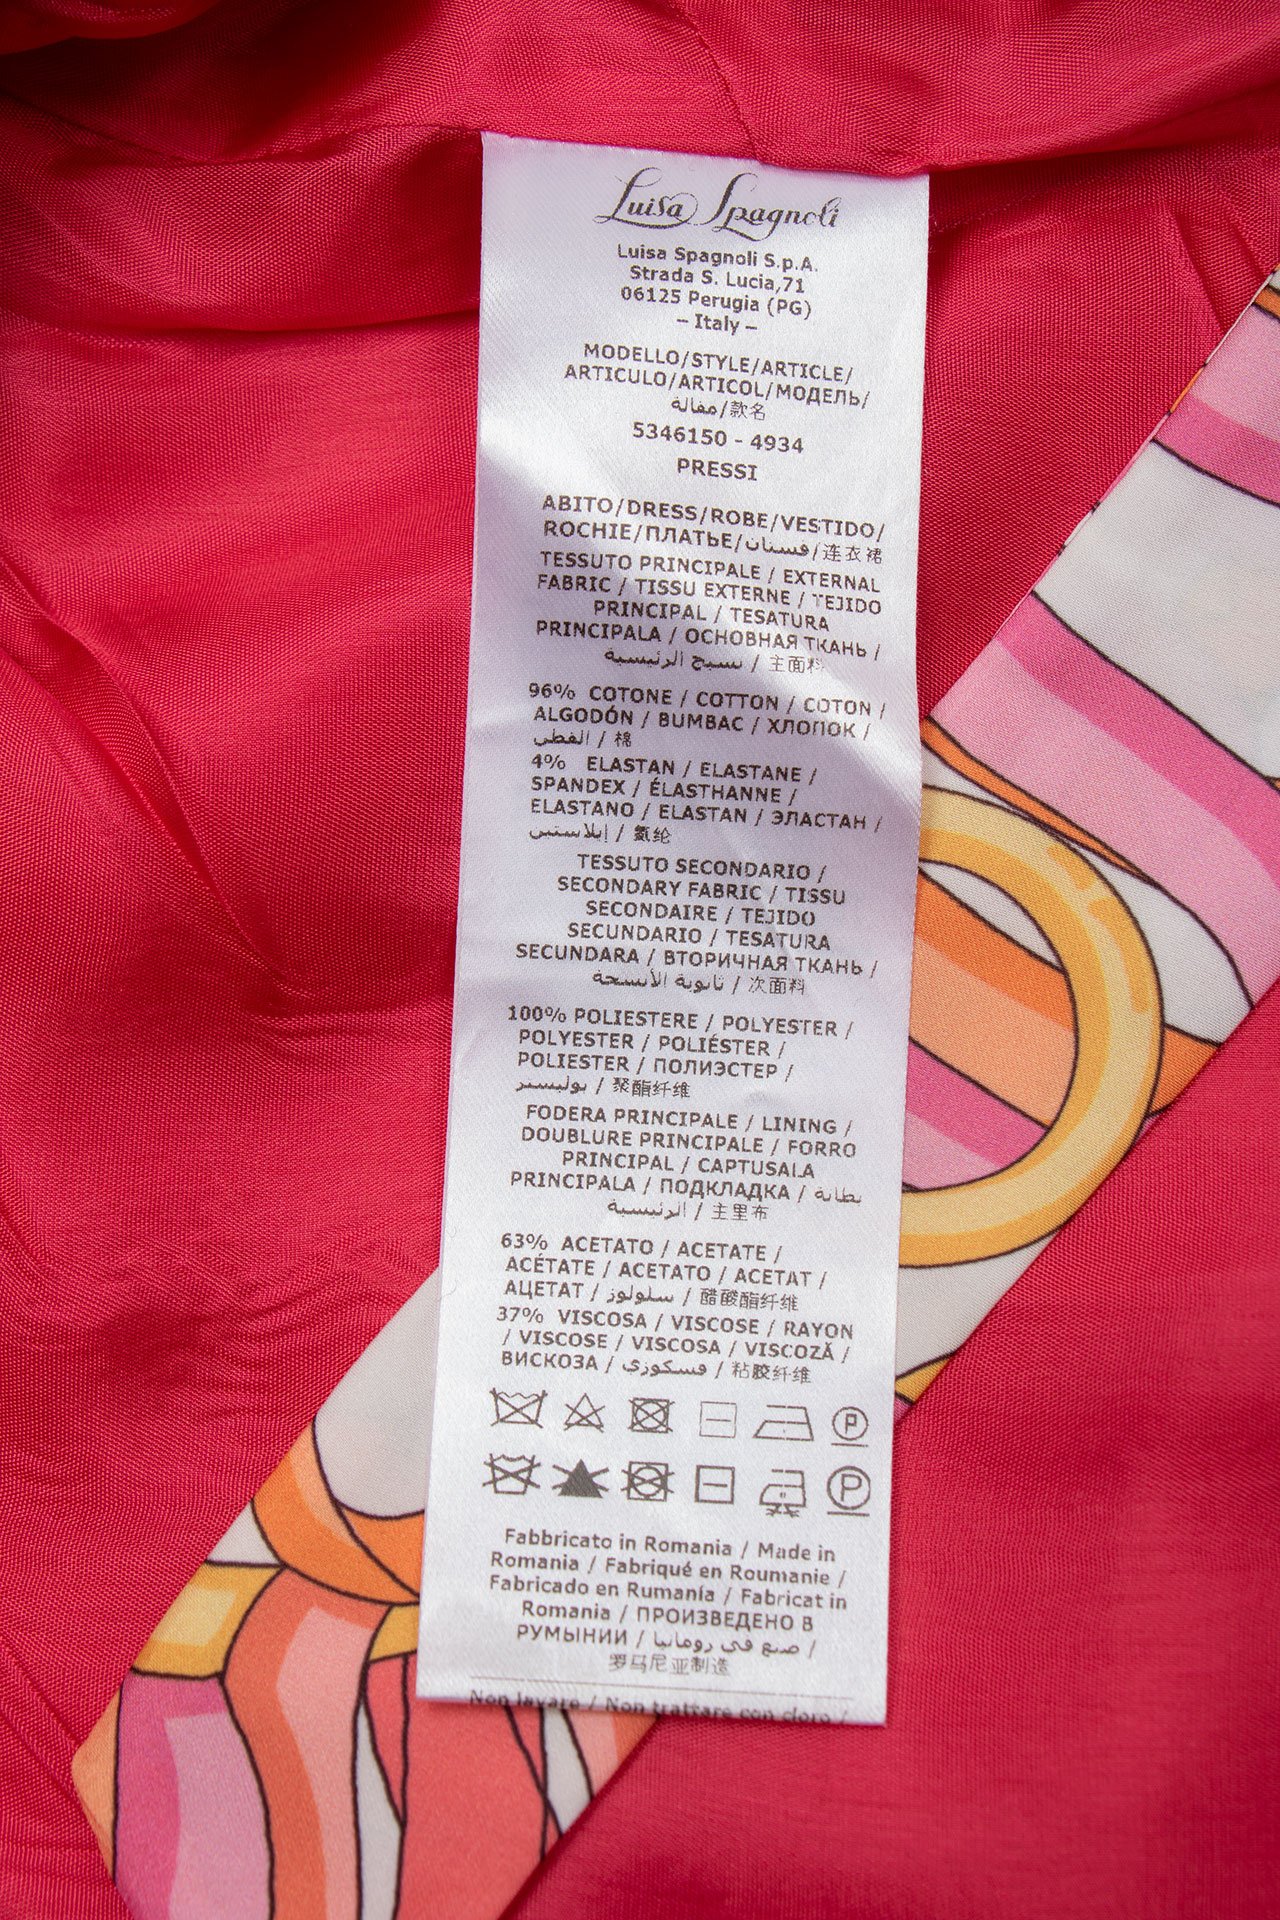 Luisa Spagnoli
Luisa Spagnoli S.p.A.
Strada S. Lucia,71
06125 Perugia (PG)
– Italy –
MODELLO/STYLE/ARTICLE/
ARTICULO/ARTICOL/МОДЕЛЬ/
مقالة/款名
5346150 - 4934
PRESSI
ABITO/DRESS/ROBE/VESTIDO/
ROCHIE/ПЛАТЬЕ/فستان/连衣裙
TESSUTO PRINCIPALE / EXTERNAL
FABRIC / TISSU EXTERNE / TEJIDO
PRINCIPAL / TESATURA
PRINCIPALA / ОСНОВНАЯ ТКАНЬ /
نسيج الرئيسية / 主面料
96% COTONE / COTTON / COTON /
ALGODÓN / BUMBAC / ХЛОПОК /
القطن / 棉
4% ELASTAN / ELASTANE /
SPANDEX / ÉLASTHANNE /
ELASTANO / ELASTAN / ЭЛАСТАН /
إيلاستين / 氨纶
TESSUTO SECONDARIO /
SECONDARY FABRIC / TISSU
SECONDAIRE / TEJIDO
SECUNDARIO / TESATURA
SECUNDARA / ВТОРИЧНАЯ ТКАНЬ /
ثانوية الأنسجة / 次面料
100% POLIESTERE / POLYESTER /
POLYESTER / POLIÉSTER /
POLIESTER / ПОЛИЭСТЕР /
بوليستر / 聚酯纤维
FODERA PRINCIPALE / LINING /
DOUBLURE PRINCIPALE / FORRO
PRINCIPAL / CAPTUSALA
PRINCIPALA / ПОДКЛАДКА / بطانة
الرئيسية / 主里布
63% ACETATO / ACETATE /
ACÉTATE / ACETATO / ACETAT /
АЦЕТАТ / سلولوز / 醋酸酯纤维
37% VISCOSA / VISCOSE / RAYON
/ VISCOSE / VISCOSA / VISCOZĂ /
ВИСКОЗА / فسكوزي / 粘胶纤维
P
P
Fabbricato in Romania / Made in
Romania / Fabriqué en Roumanie /
Fabricado en Rumanía / Fabricat in
Romania / ПРОИЗВЕДЕНО В
РУМЫНИИ / صنع في رومانيا /
罗马尼亚制造
Non lavare / Non trattare con cloro /